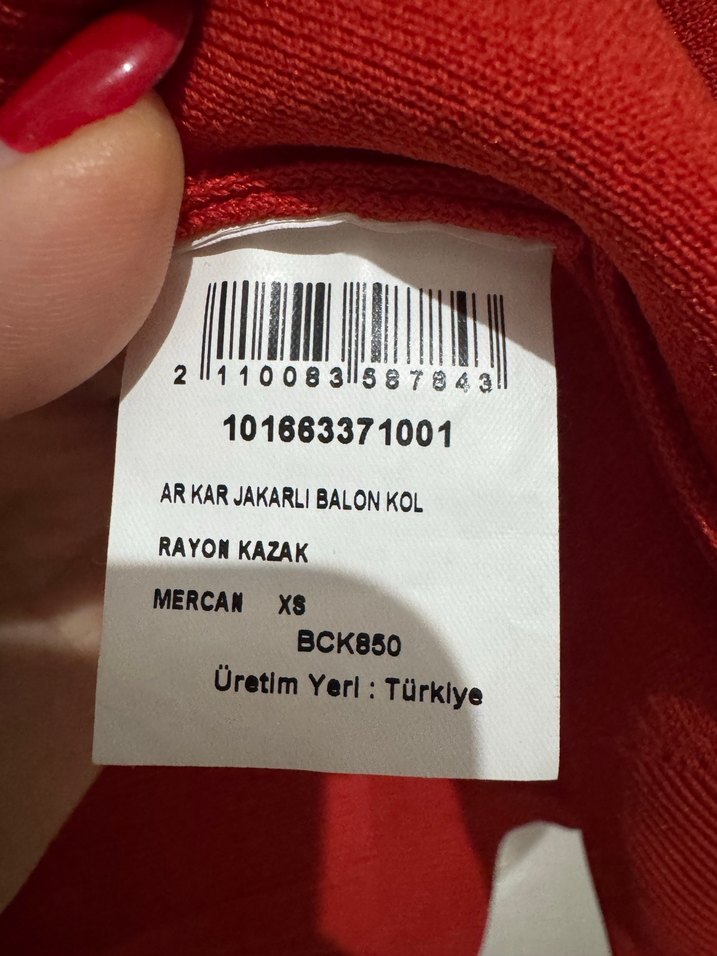 2 110083 587843
101663371001
AR KAR JAKARLI BALON KOL
RAYON KAZAK
MERCAN XS
BCK850
Üretim Yeri : Türkiye